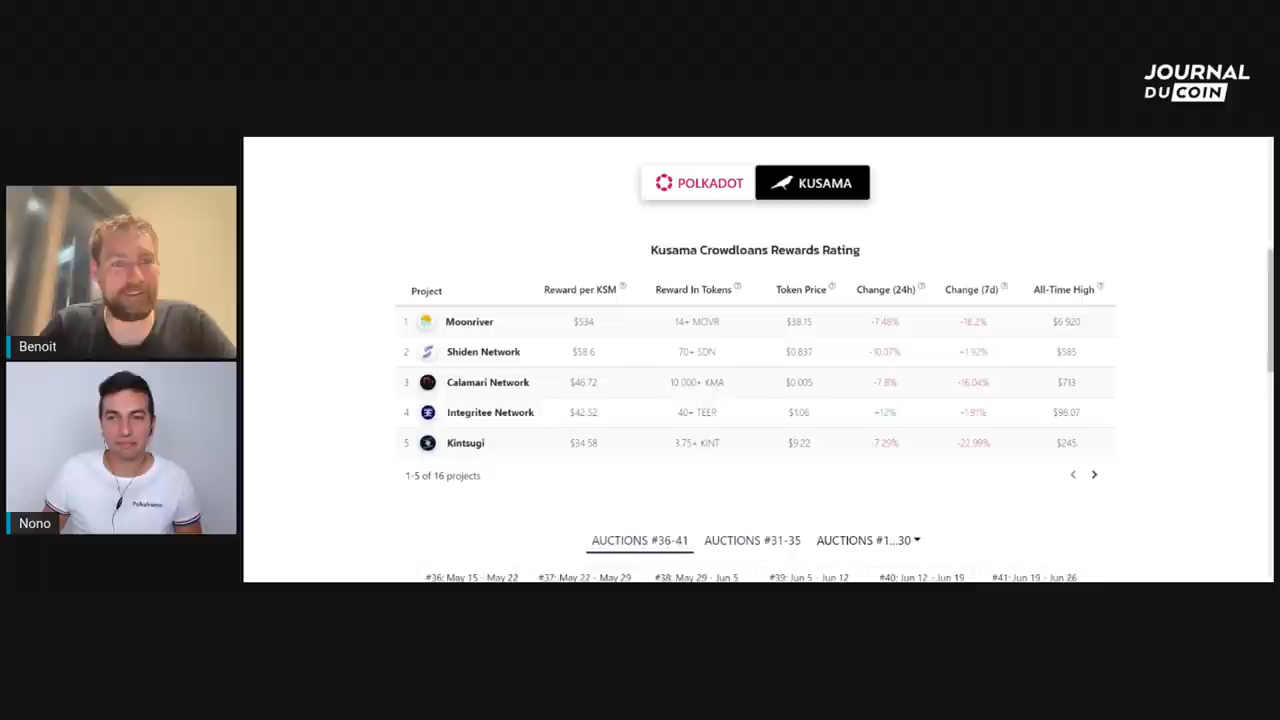 JOURNAL
DU COIN
POLKADOT KUSAMA
Kusama Crowdloans Rewards Rating
Project Reward per KSM Reward In Tokens Token Price Change (24h) Change (7d) All-Time High
1 Moonriver $534 14+ MOVR $38.15 -7.48% -18.2% $6 920
2 Shiden Network $58.6 70+ SDN $0.837 -10.07% +1.92% $585
3 Calamari Network $46.72 10 000+ KMA $0.005 -7.8% -16.04% $713
4 Integritee Network $42.52 40+ TEER $1.06 +12% -1.91% $98.07
5 Kintsugi $34.58 3.75+ KINT $9.22 -7.29% -22.99% $245
1-5 of 16 projects
AUCTIONS #36-41 AUCTIONS #31-35 AUCTIONS #1...30
#36: May 15 - May 22 #37: May 22 - May 29 #38: May 29 - Jun 5 #39: Jun 5 - Jun 12 #40: Jun 12 - Jun 19 #41: Jun 19 - Jun 26
Benoit
Nono